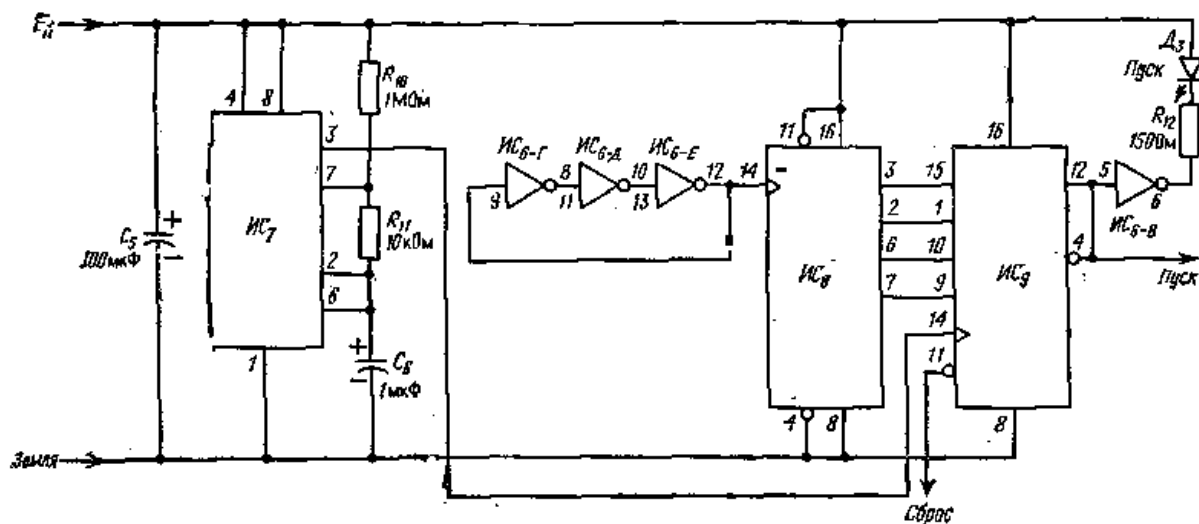 Eи
4
8
R10
1МОм
3
7
R11
10кОм
2
6
C5
100мкФ
+
−
ИС7
1
+
−
C6
1мкФ
Земля
ИС6-Г
ИС6-Д
ИС6-Е
9
8
11
10
13
12
14
11
16
−
3
2
6
7
ИС8
4
8
16
15
1
10
9
14
11
ИС9
12
4
8
5
6
ИС6-В
Д3
Пуск
R12
150Ом
Пуск
Сброс